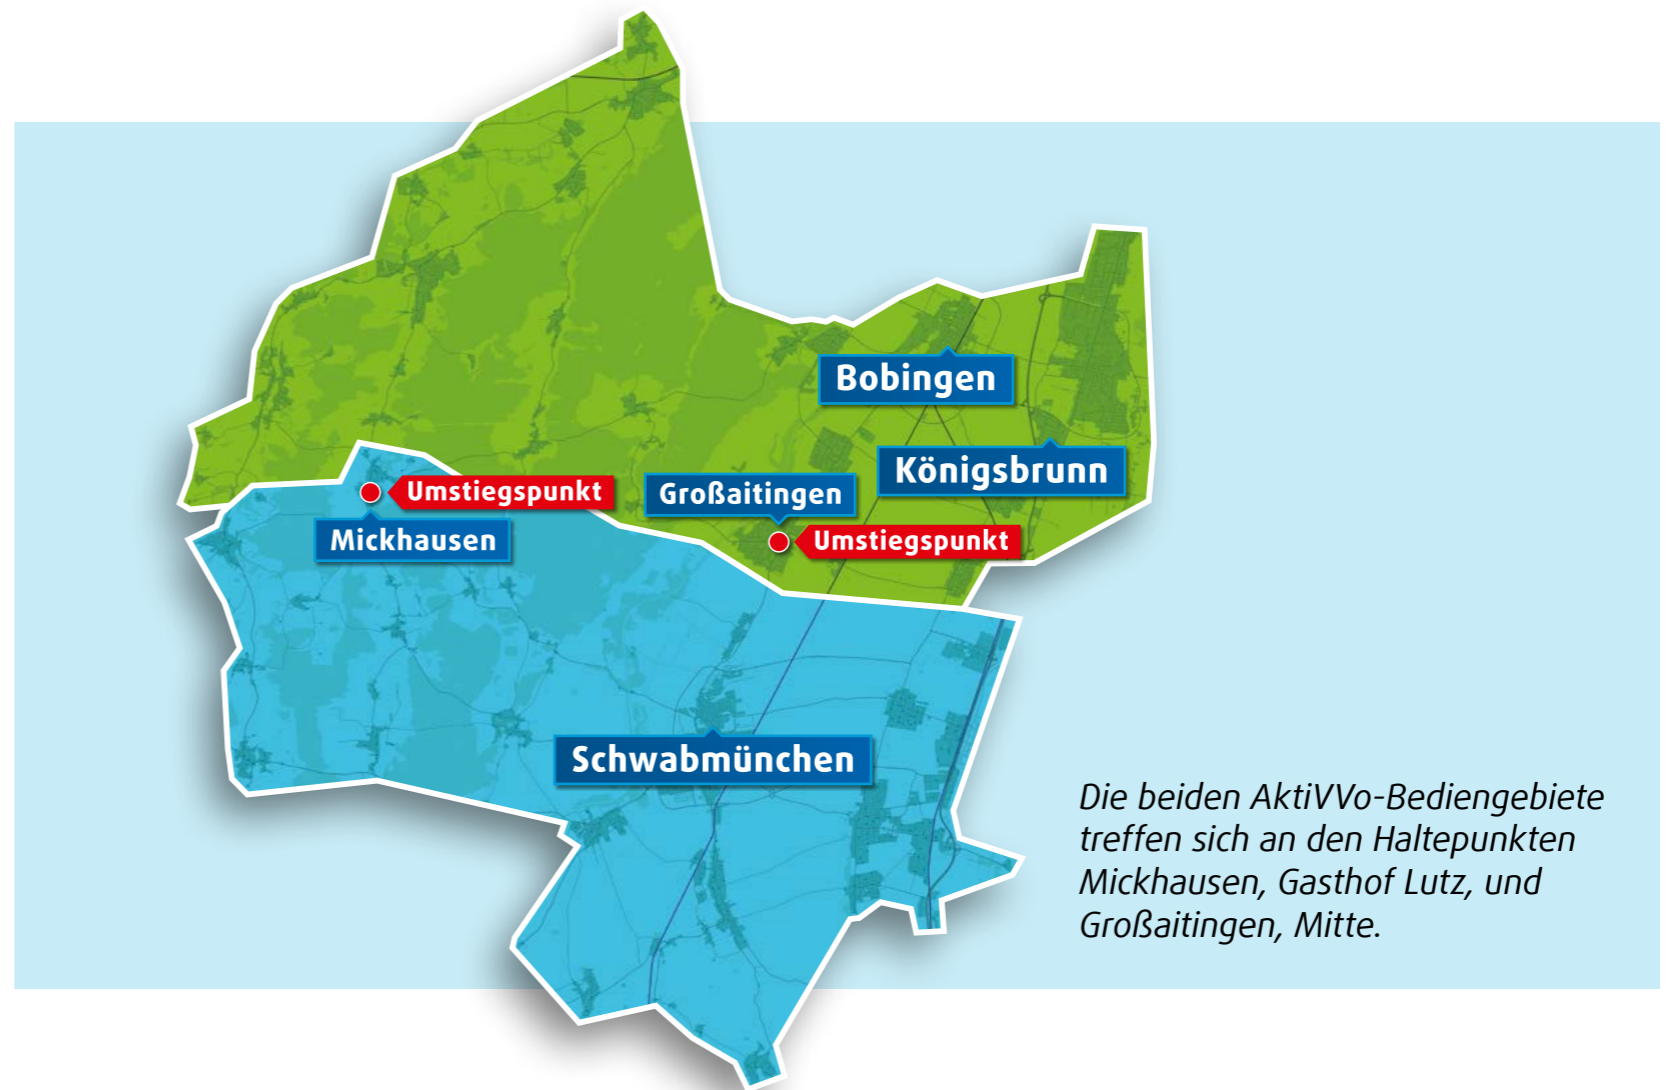 Bobingen
Königsbrunn
Umstiegspunkt
Großaitingen
Mickhausen
Umstiegspunkt
Schwabmünchen
Die beiden AktiVVo-Bediengebiete
treffen sich an den Haltepunkten
Mickhausen, Gasthof Lutz, und
Großaitingen, Mitte.